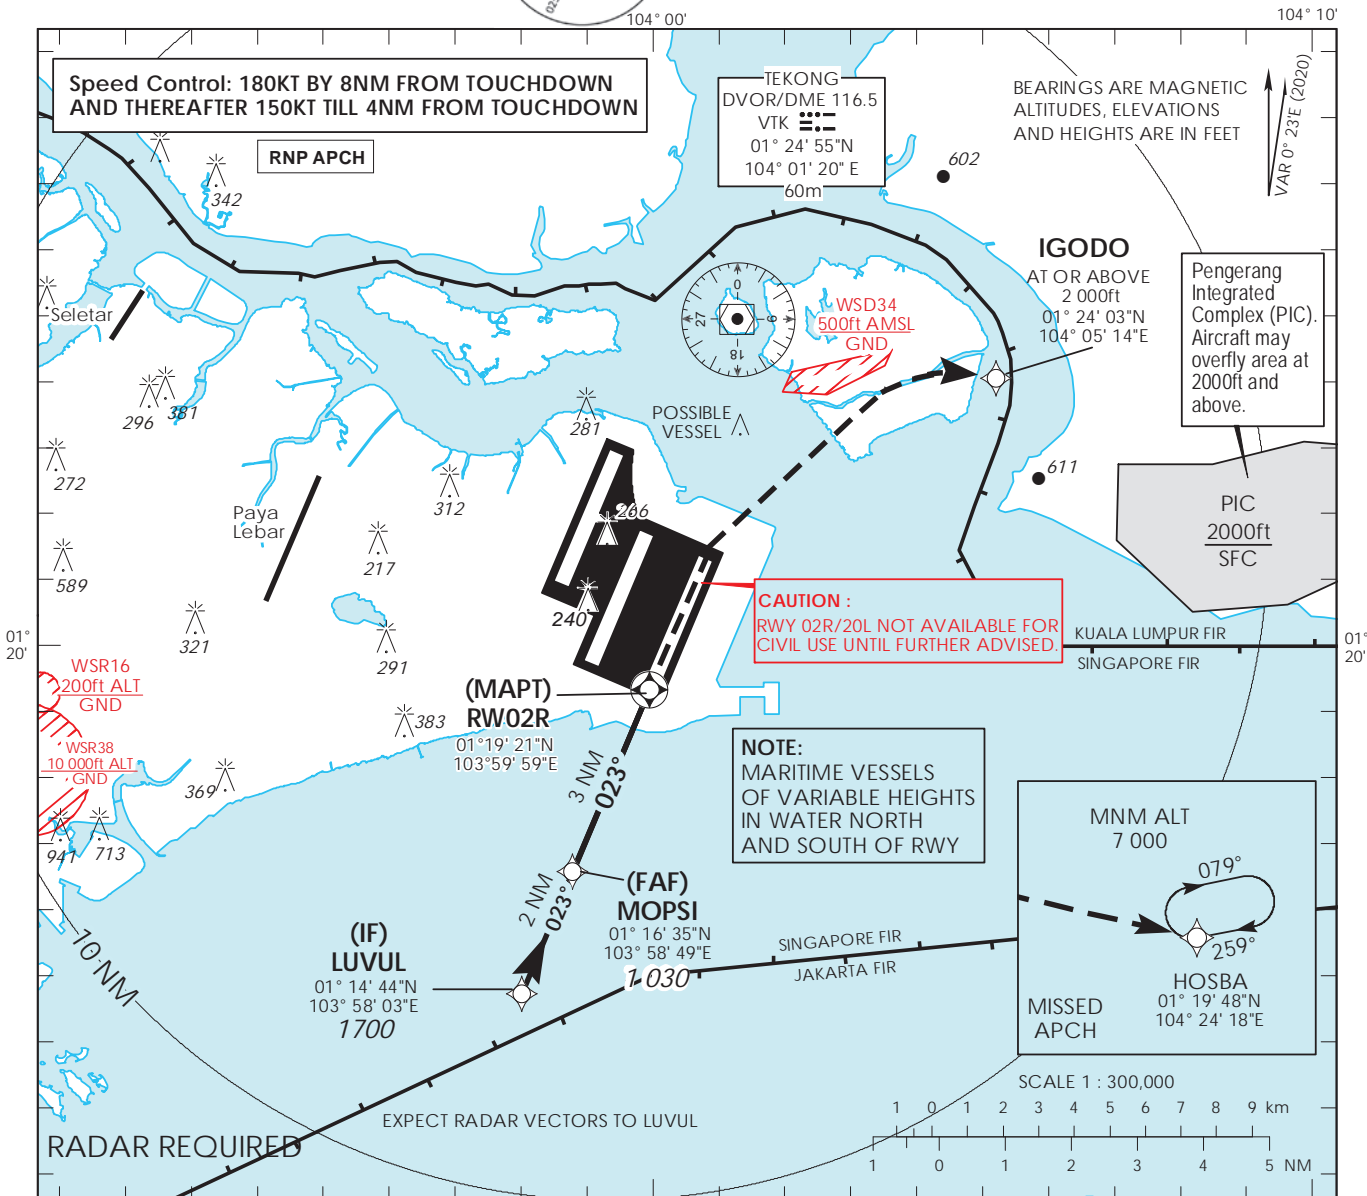 104° 00'
104° 10'
Speed Control: 180KT BY 8NM FROM TOUCHDOWN
AND THEREAFTER 150KT TILL 4NM FROM TOUCHDOWN
RNP APCH
TEKONG
DVOR/DME 116.5
VTK
01° 24' 55"N
104° 01' 20" E
60m
BEARINGS ARE MAGNETIC
ALTITUDES, ELEVATIONS
AND HEIGHTS ARE IN FEET
VAR 0° 23'E (2020)
602
342
IGODO
AT OR ABOVE
2 000ft
01° 24' 03"N
104° 05' 14"E
Pengerang
Integrated
Complex (PIC).
Aircraft may
overfly area at
2000ft and
above.
Seletar
0
9
18
27
WSD34
500ft AMSL
GND
296
381
281
POSSIBLE
VESSEL
272
312
611
Paya
Lebar
266
PIC
2000ft
SFC
217
589
240
321
291
CAUTION :
RWY 02R/20L NOT AVAILABLE FOR
CIVIL USE UNTIL FURTHER ADVISED.
KUALA LUMPUR FIR
SINGAPORE FIR
01°
20'
01°
20'
WSR16
200ft ALT
GND
(MAPT)
RW02R
01°19' 21"N
103°59' 59"E
383
WSR38
10 000ft ALT
GND
369
3 NM
023°
NOTE:
MARITIME VESSELS
OF VARIABLE HEIGHTS
IN WATER NORTH
AND SOUTH OF RWY
941
713
MNM ALT
7 000
079°
259°
HOSBA
01° 19' 48"N
104° 24' 18"E
MISSED
APCH
2 NM
023°
(FAF)
MOPSI
01° 16' 35"N
103° 58' 49"E
1 030
(IF)
LUVUL
01° 14' 44"N
103° 58' 03"E
1700
10 NM
SINGAPORE FIR
JAKARTA FIR
EXPECT RADAR VECTORS TO LUVUL
RADAR REQUIRED
SCALE 1 : 300,000
1 0 1 2 3 4 5 6 7 8 9 km
1 0 1 2 3 4 5 NM